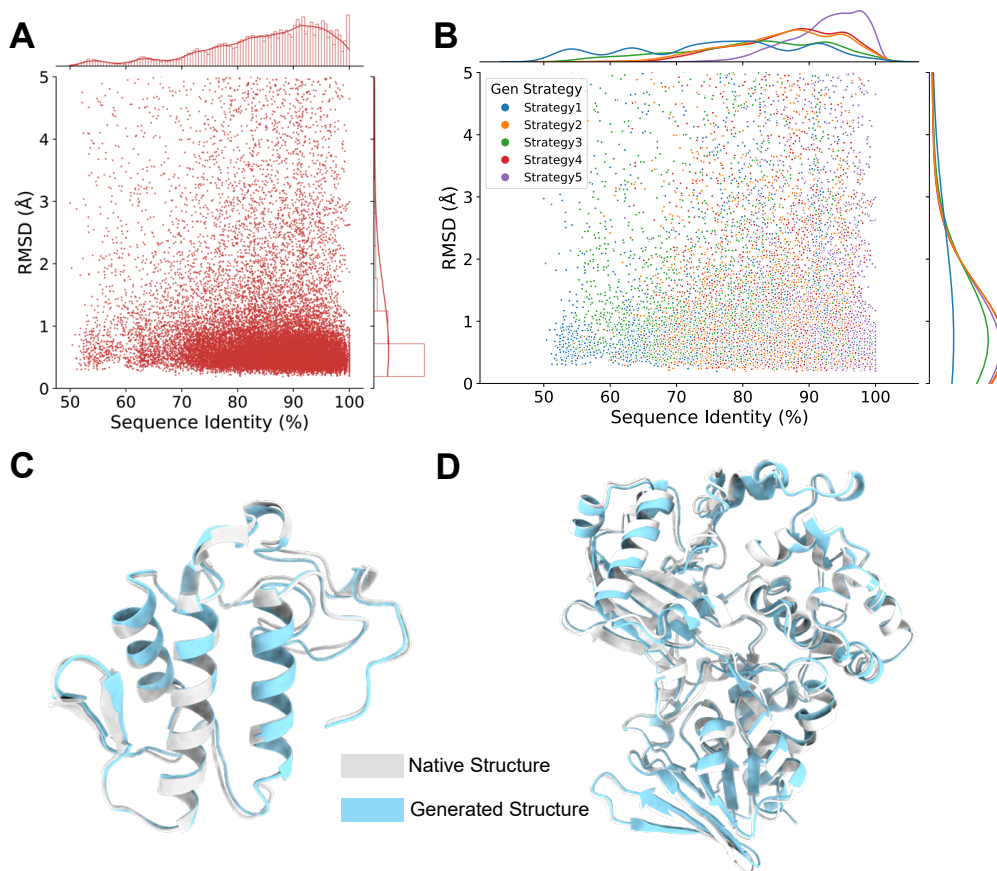 A
5
4
3
2
1
0
RMSD (Å)
50 60 70 80 90 100
Sequence Identity (%)
B
5
4
3
2
1
0
RMSD (Å)
Gen Strategy
Strategy1
Strategy2
Strategy3
Strategy4
Strategy5
50 60 70 80 90 100
Sequence Identity (%)
C
D
Native Structure
Generated Structure